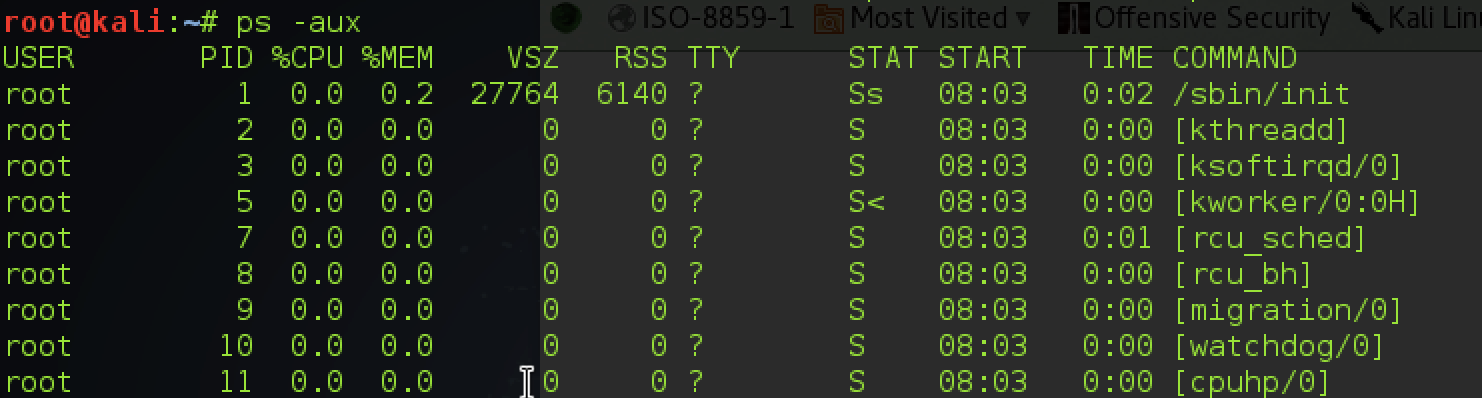 root@kali:~# ps -aux
ISO-8859-1 Most Visited ▾ Offensive Security Kali Lin
USER PID %CPU %MEM VSZ RSS TTY STAT START TIME COMMAND
root 1 0.0 0.2 27764 6140 ? Ss 08:03 0:02 /sbin/init
root 2 0.0 0.0 0 0 ? S 08:03 0:00 [kthreadd]
root 3 0.0 0.0 0 0 ? S 08:03 0:00 [ksoftirqd/0]
root 5 0.0 0.0 0 0 ? S< 08:03 0:00 [kworker/0:0H]
root 7 0.0 0.0 0 0 ? S 08:03 0:01 [rcu_sched]
root 8 0.0 0.0 0 0 ? S 08:03 0:00 [rcu_bh]
root 9 0.0 0.0 0 0 ? S 08:03 0:00 [migration/0]
root 10 0.0 0.0 0 0 ? S 08:03 0:00 [watchdog/0]
root 11 0.0 0.0 0 0 ? S 08:03 0:00 [cpuhp/0]